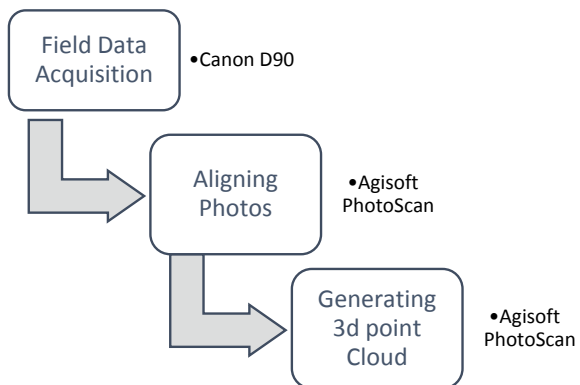 Field Data
Acquisition
•Canon D90
Aligning
Photos
•Agisoft
PhotoScan
Generating
3d point
Cloud
•Agisoft
PhotoScan